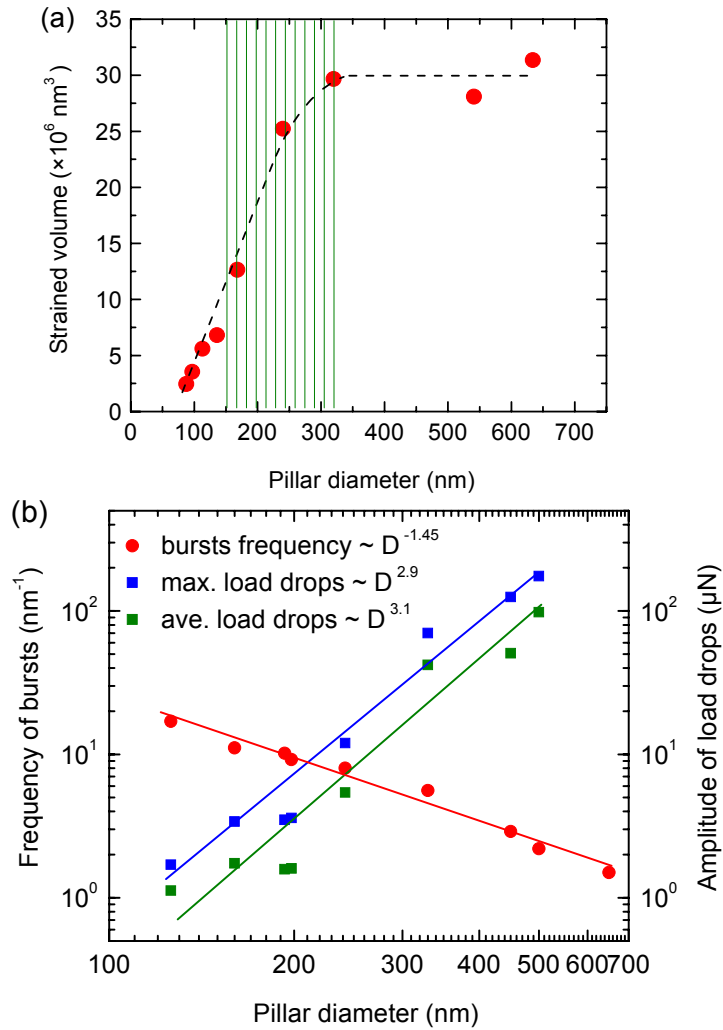 (a)
35
30
25
20
15
10
5
0
Strained volume (×10⁶ nm³)
0 100 200 300 400 500 600 700
Pillar diameter (nm)
(b)
bursts frequency ~ D⁻¹·⁴⁵
max. load drops ~ D²·⁹
ave. load drops ~ D³·¹
Frequency of bursts (nm⁻¹)
10²
10¹
10⁰
10²
10¹
10⁰
Amplitude of load drops (µN)
100 200 300 400 500 600 700
Pillar diameter (nm)